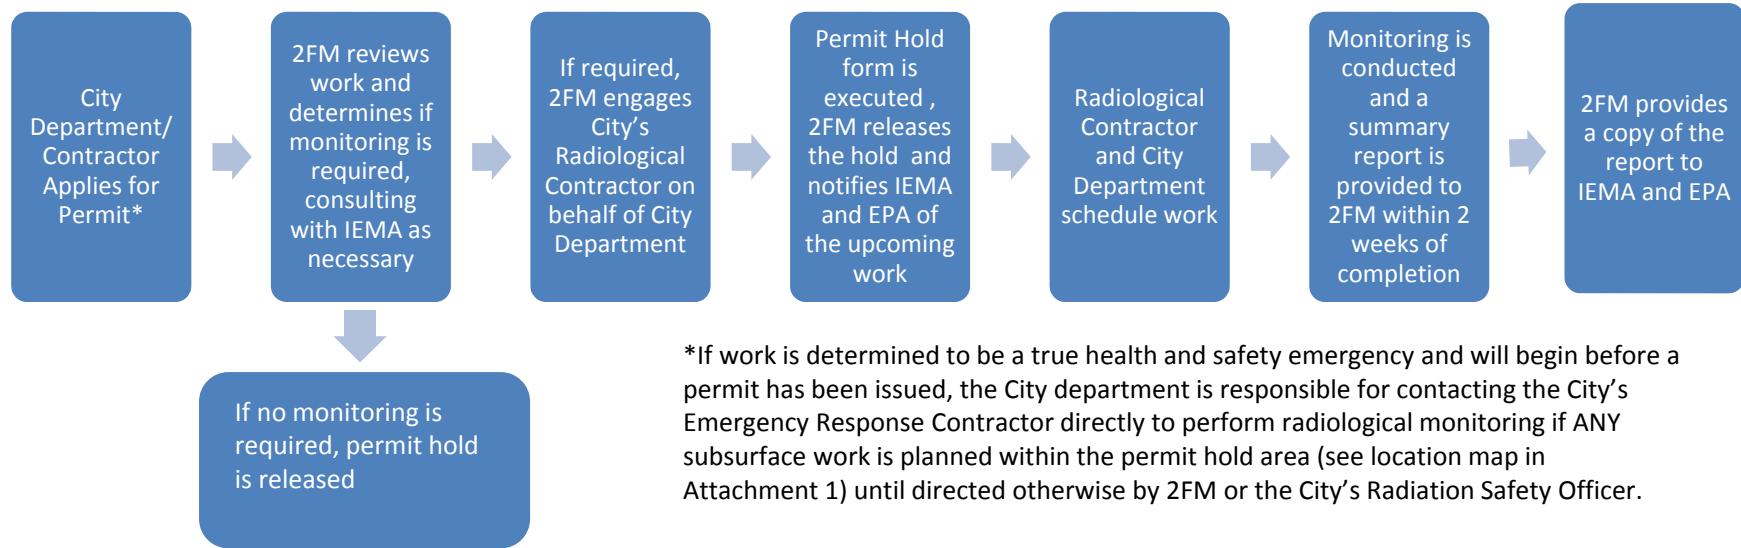 City
Department/
Contractor
Applies for
Permit*
2FM reviews
work and
determines if
monitoring is
required,
consulting
with IEMA as
necessary
If required,
2FM engages
City’s
Radiological
Contractor on
behalf of City
Department
Permit Hold
form is
executed ,
2FM releases
the hold and
notifies IEMA
and EPA of
the upcoming
work
Radiological
Contractor
and City
Department
schedule work
Monitoring is
conducted
and a
summary
report is
provided to
2FM within 2
weeks of
completion
2FM provides
a copy of the
report to
IEMA and EPA
If no monitoring is
required, permit hold
is released
*If work is determined to be a true health and safety emergency and will begin before a
permit has been issued, the City department is responsible for contacting the City’s
Emergency Response Contractor directly to perform radiological monitoring if ANY
subsurface work is planned within the permit hold area (see location map in
Attachment 1) until directed otherwise by 2FM or the City’s Radiation Safety Officer.